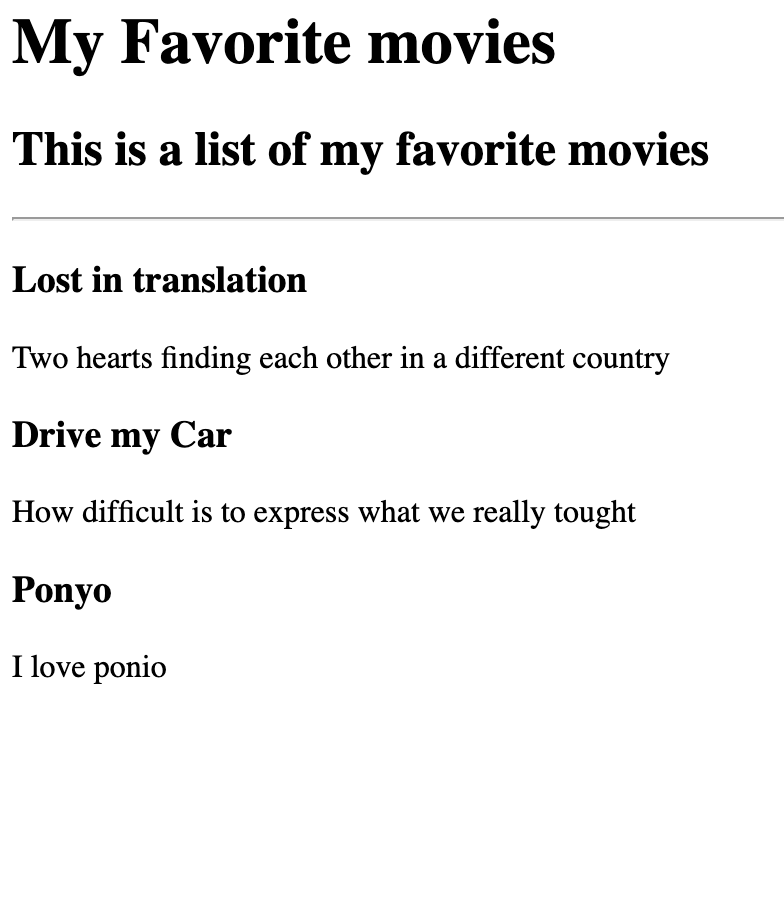 My Favorite movies
This is a list of my favorite movies
Lost in translation
Two hearts finding each other in a different country
Drive my Car
How difficult is to express what we really tought
Ponyo
I love ponio